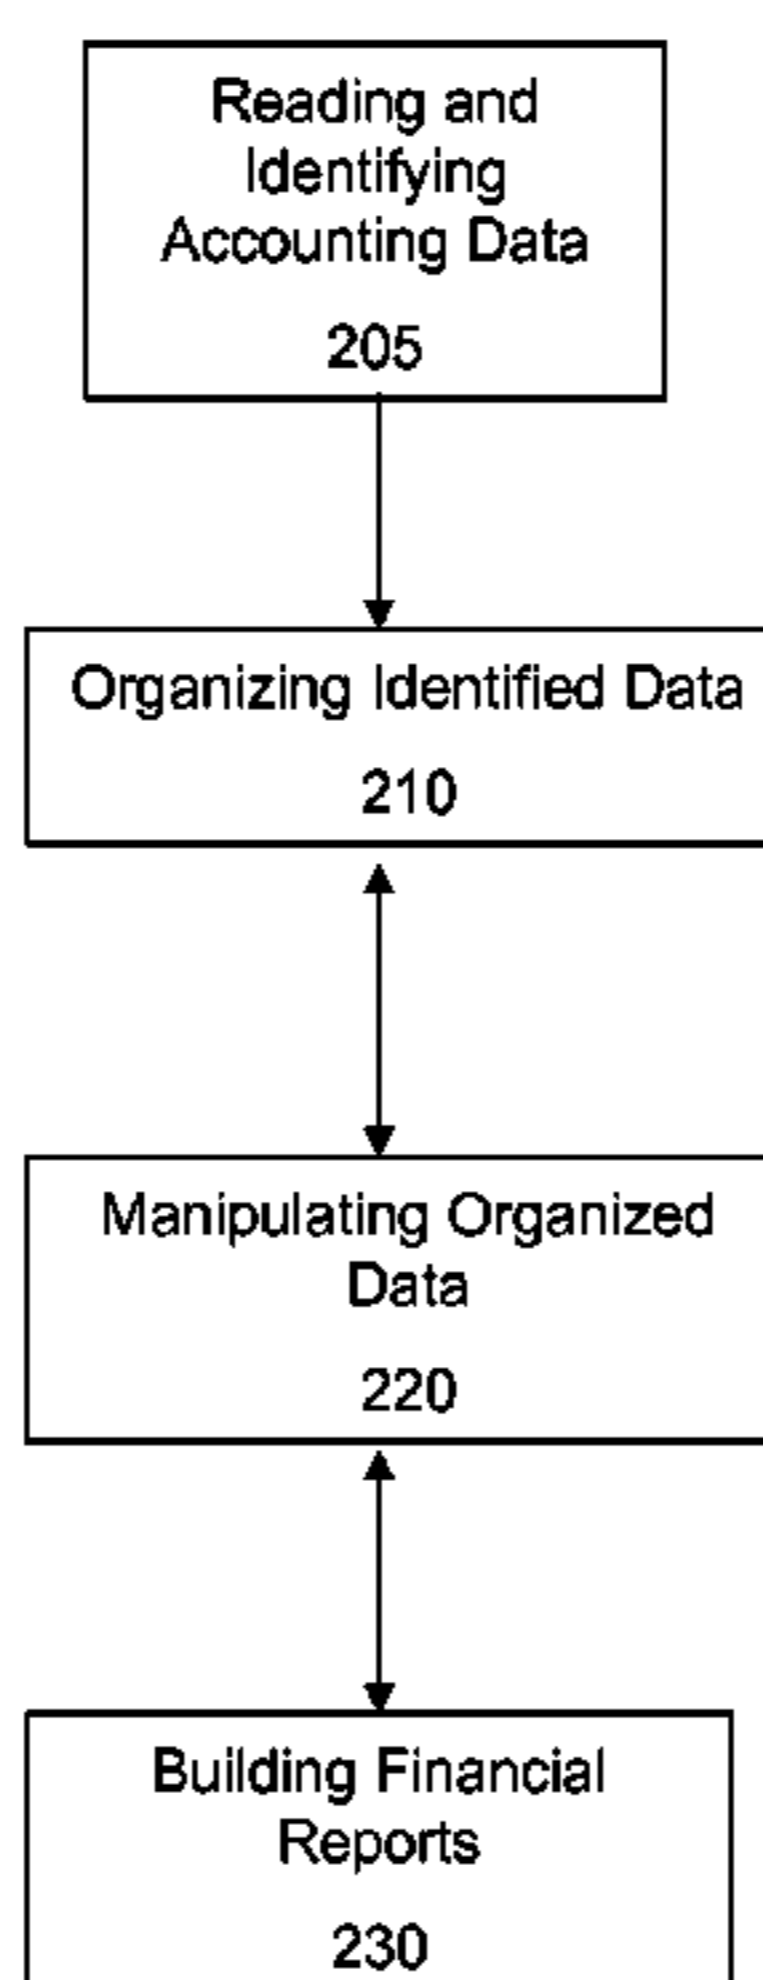 Reading and
Identifying
Accounting Data
205
Organizing Identified Data
210
Manipulating Organized
Data
220
Building Financial
Reports
230